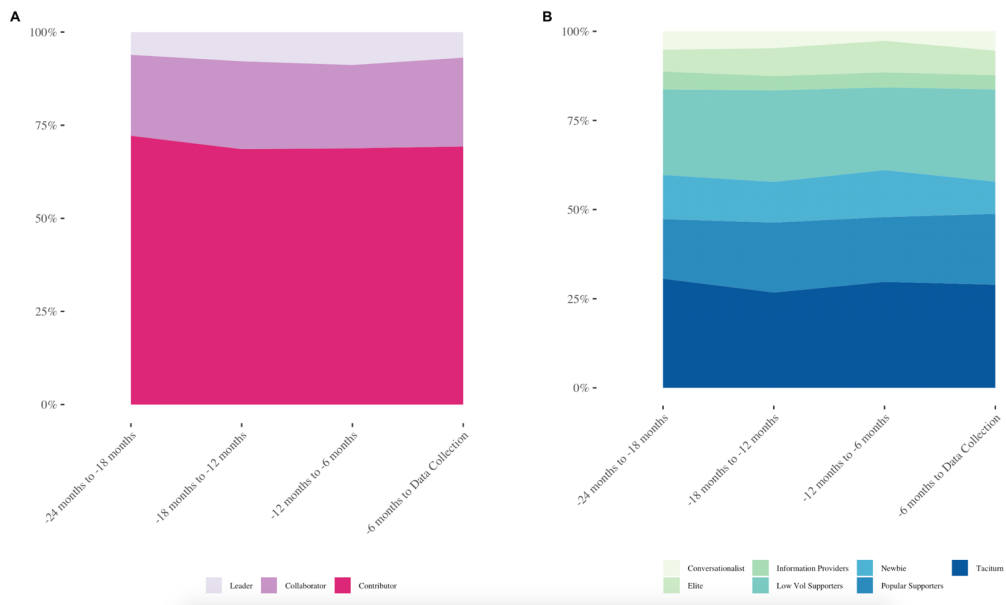 A
100%
75%
50%
25%
0%
-24 months to -18 months
-18 months to -12 months
-12 months to -6 months
-6 months to Data Collection
Leader
Collaborator
Contributor
B
100%
75%
50%
25%
0%
-24 months to -18 months
-18 months to -12 months
-12 months to -6 months
-6 months to Data Collection
Conversationalist
Information Providers
Newbie
Taciturn
Elite
Low Vol Supporters
Popular Supporters